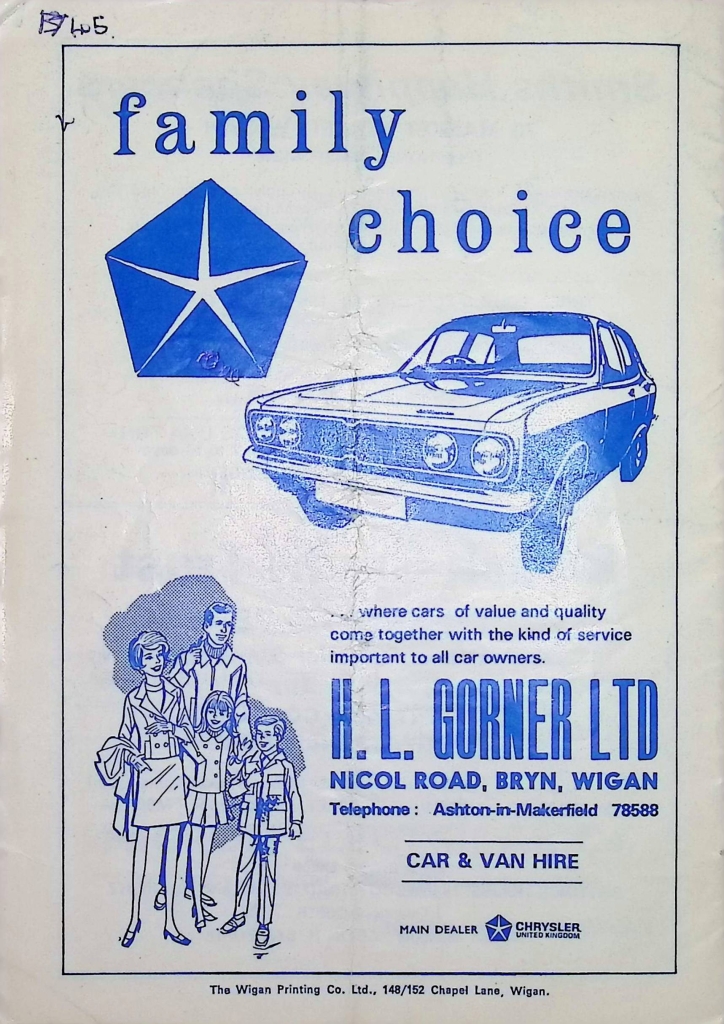 family
choice
... where cars of value and quality
come together with the kind of service
important to all car owners.
H. L. GORNER LTD
NICOL ROAD, BRYN, WIGAN
Telephone : Ashton-in-Makerfield 78588
CAR & VAN HIRE
MAIN DEALER CHRYSLER
UNITED KINGDOM
The Wigan Printing Co. Ltd., 148/152 Chapel Lane, Wigan.